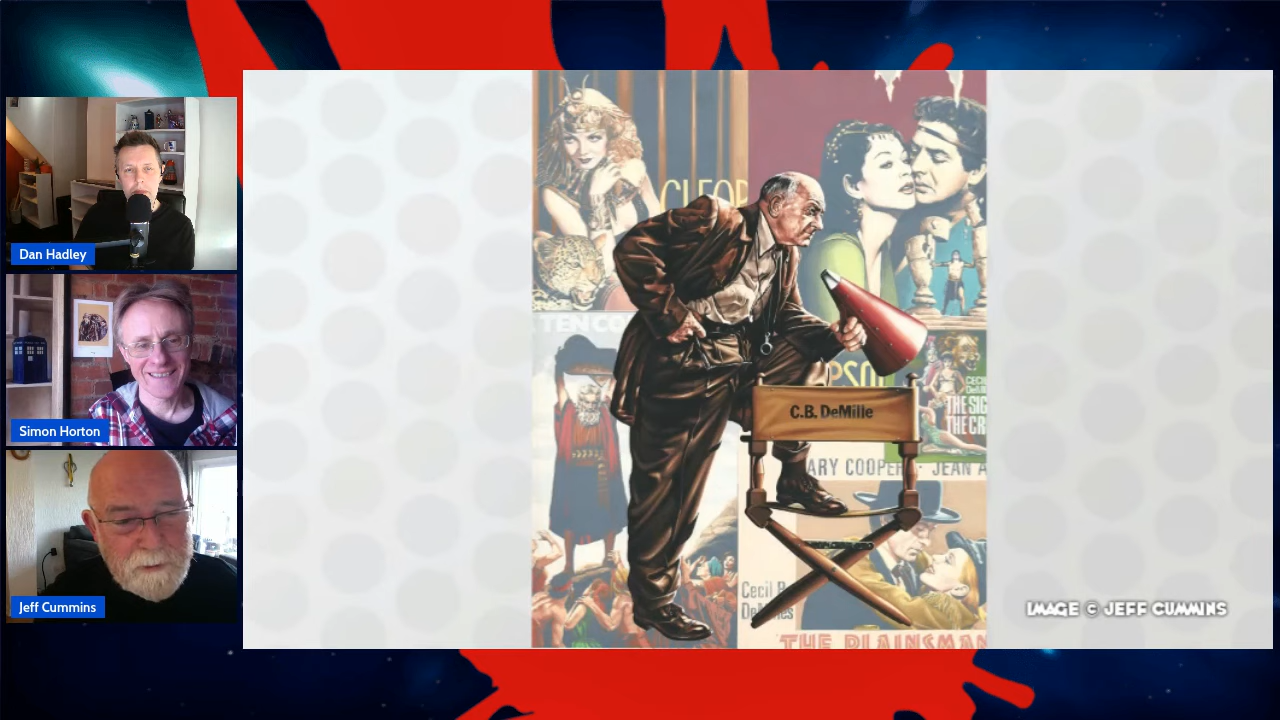 Dan Hadley
Simon Horton
Jeff Cummins
CLEOP
TEN CO
C.B. DeMille
THE SIG
THE CR
ARY COOPER · JEAN A
Cecil B.
THE PLAINSMAN
IMAGE © JEFF CUMMINS